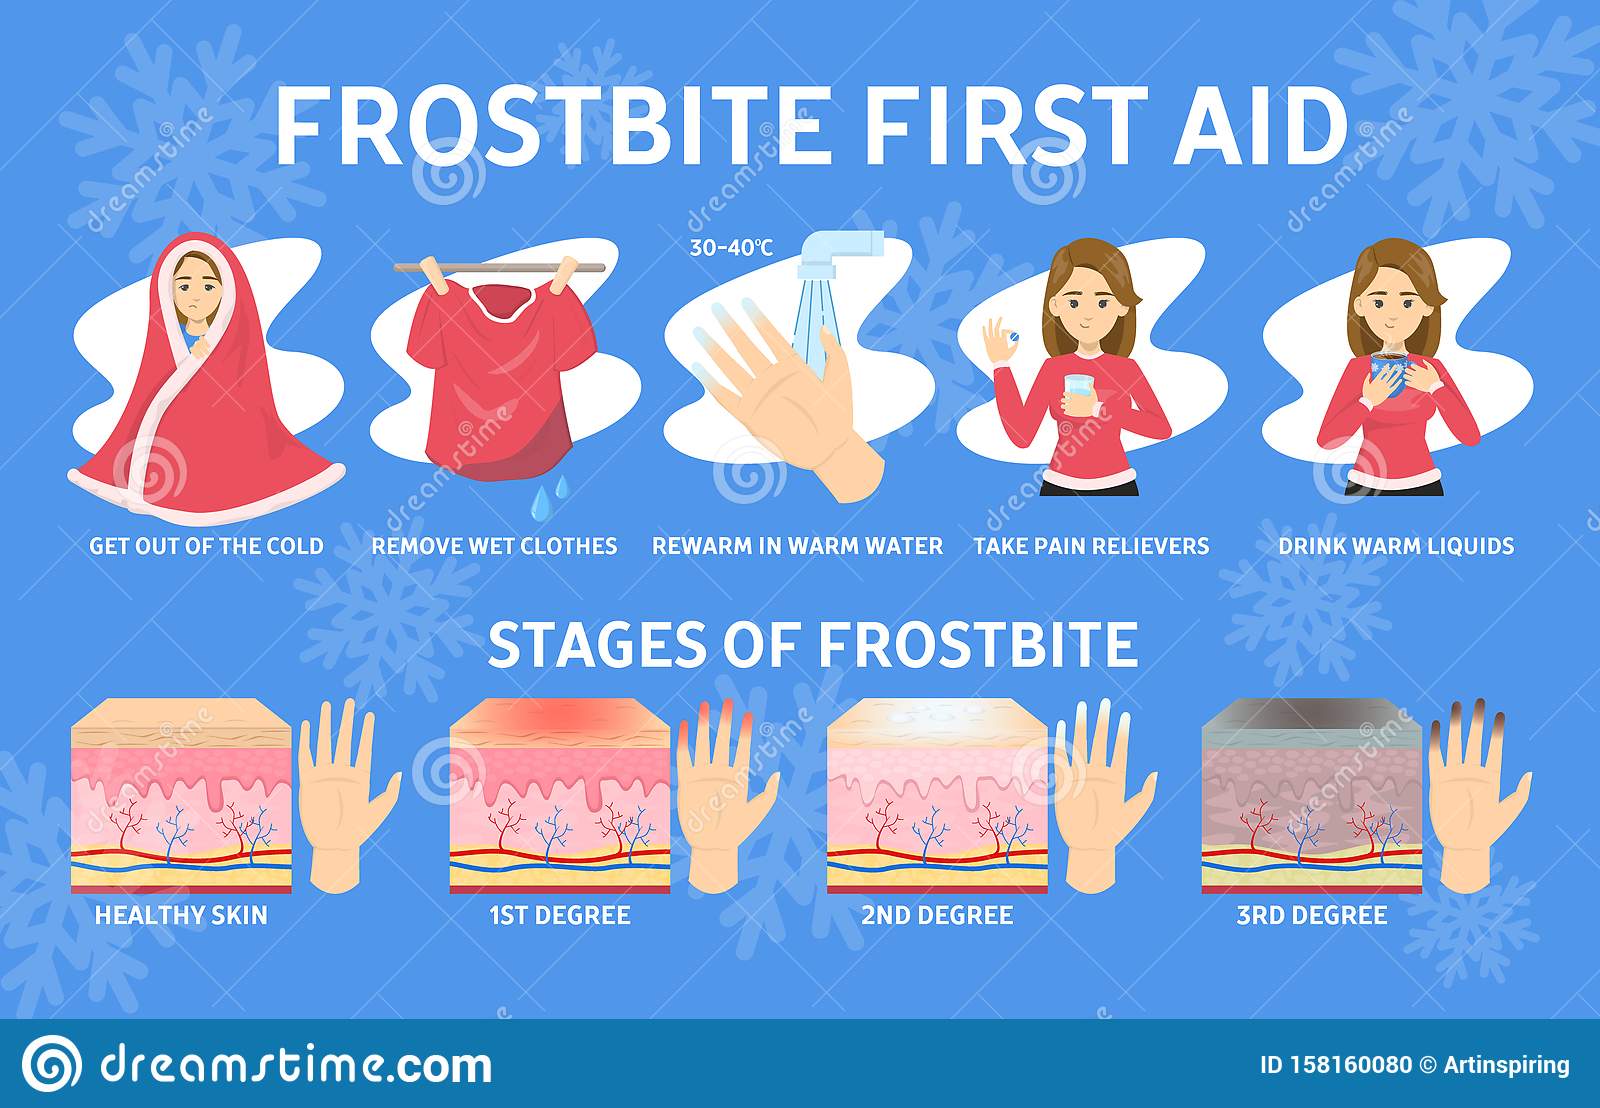 FROSTBITE FIRST AID
30-40°C
GET OUT OF THE COLD
REMOVE WET CLOTHES
REWARM IN WARM WATER
TAKE PAIN RELIEVERS
DRINK WARM LIQUIDS
STAGES OF FROSTBITE
HEALTHY SKIN
1ST DEGREE
2ND DEGREE
3RD DEGREE
dreamstime.com
ID 158160080 © Artinspiring